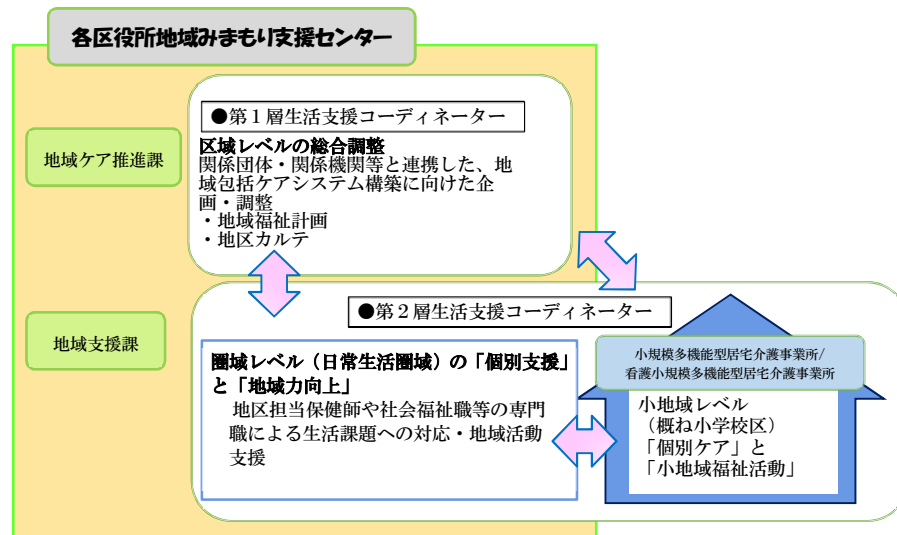 各区役所地域みまもり支援センター
地域ケア推進課
●第1層生活支援コーディネーター
区域レベルの総合調整
関係団体・関係機関等と連携した、地
域包括ケアシステム構築に向けた企
画・調整
・地域福祉計画
・地区カルテ
地域支援課
●第2層生活支援コーディネーター
圏域レベル（日常生活圏域）の「個別支援」
と「地域力向上」
地区担当保健師や社会福祉職等の専門
職による生活課題への対応・地域活動
支援
小規模多機能型居宅介護事業所/
看護小規模多機能型居宅介護事業所
小地域レベル
（概ね小学校区）
「個別ケア」と
「小地域福祉活動」